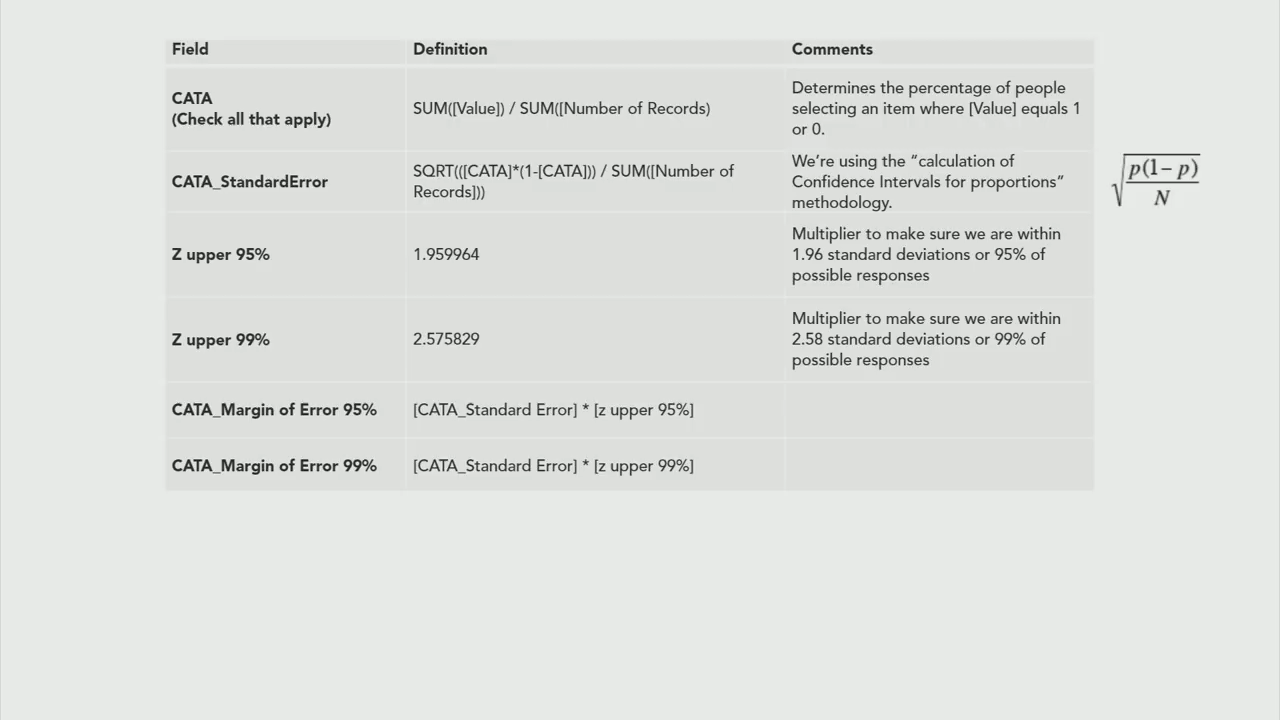 Field Definition Comments
CATA
(Check all that apply)
SUM([Value]) / SUM([Number of Records)
Determines the percentage of people
selecting an item where [Value] equals 1
or 0.
CATA_StandardError
SQRT(([CATA]*(1-[CATA])) / SUM([Number of
Records]))
We’re using the “calculation of
Confidence Intervals for proportions”
methodology.
√p(1− p)
N
Z upper 95%
1.959964
Multiplier to make sure we are within
1.96 standard deviations or 95% of
possible responses
Z upper 99%
2.575829
Multiplier to make sure we are within
2.58 standard deviations or 99% of
possible responses
CATA_Margin of Error 95%
[CATA_Standard Error] * [z upper 95%]
CATA_Margin of Error 99%
[CATA_Standard Error] * [z upper 99%]